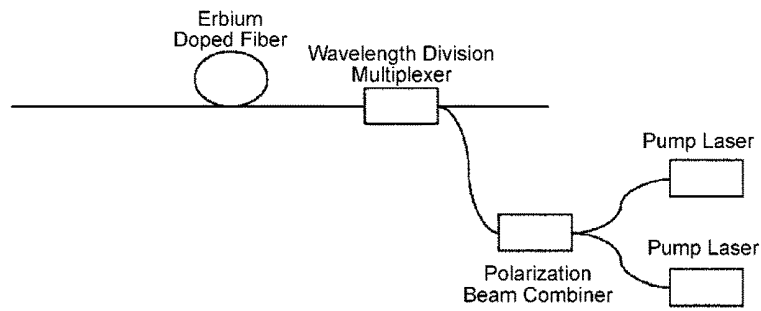 Erbium
Doped Fiber
Wavelength Division
Multiplexer
Pump Laser
Pump Laser
Polarization
Beam Combiner